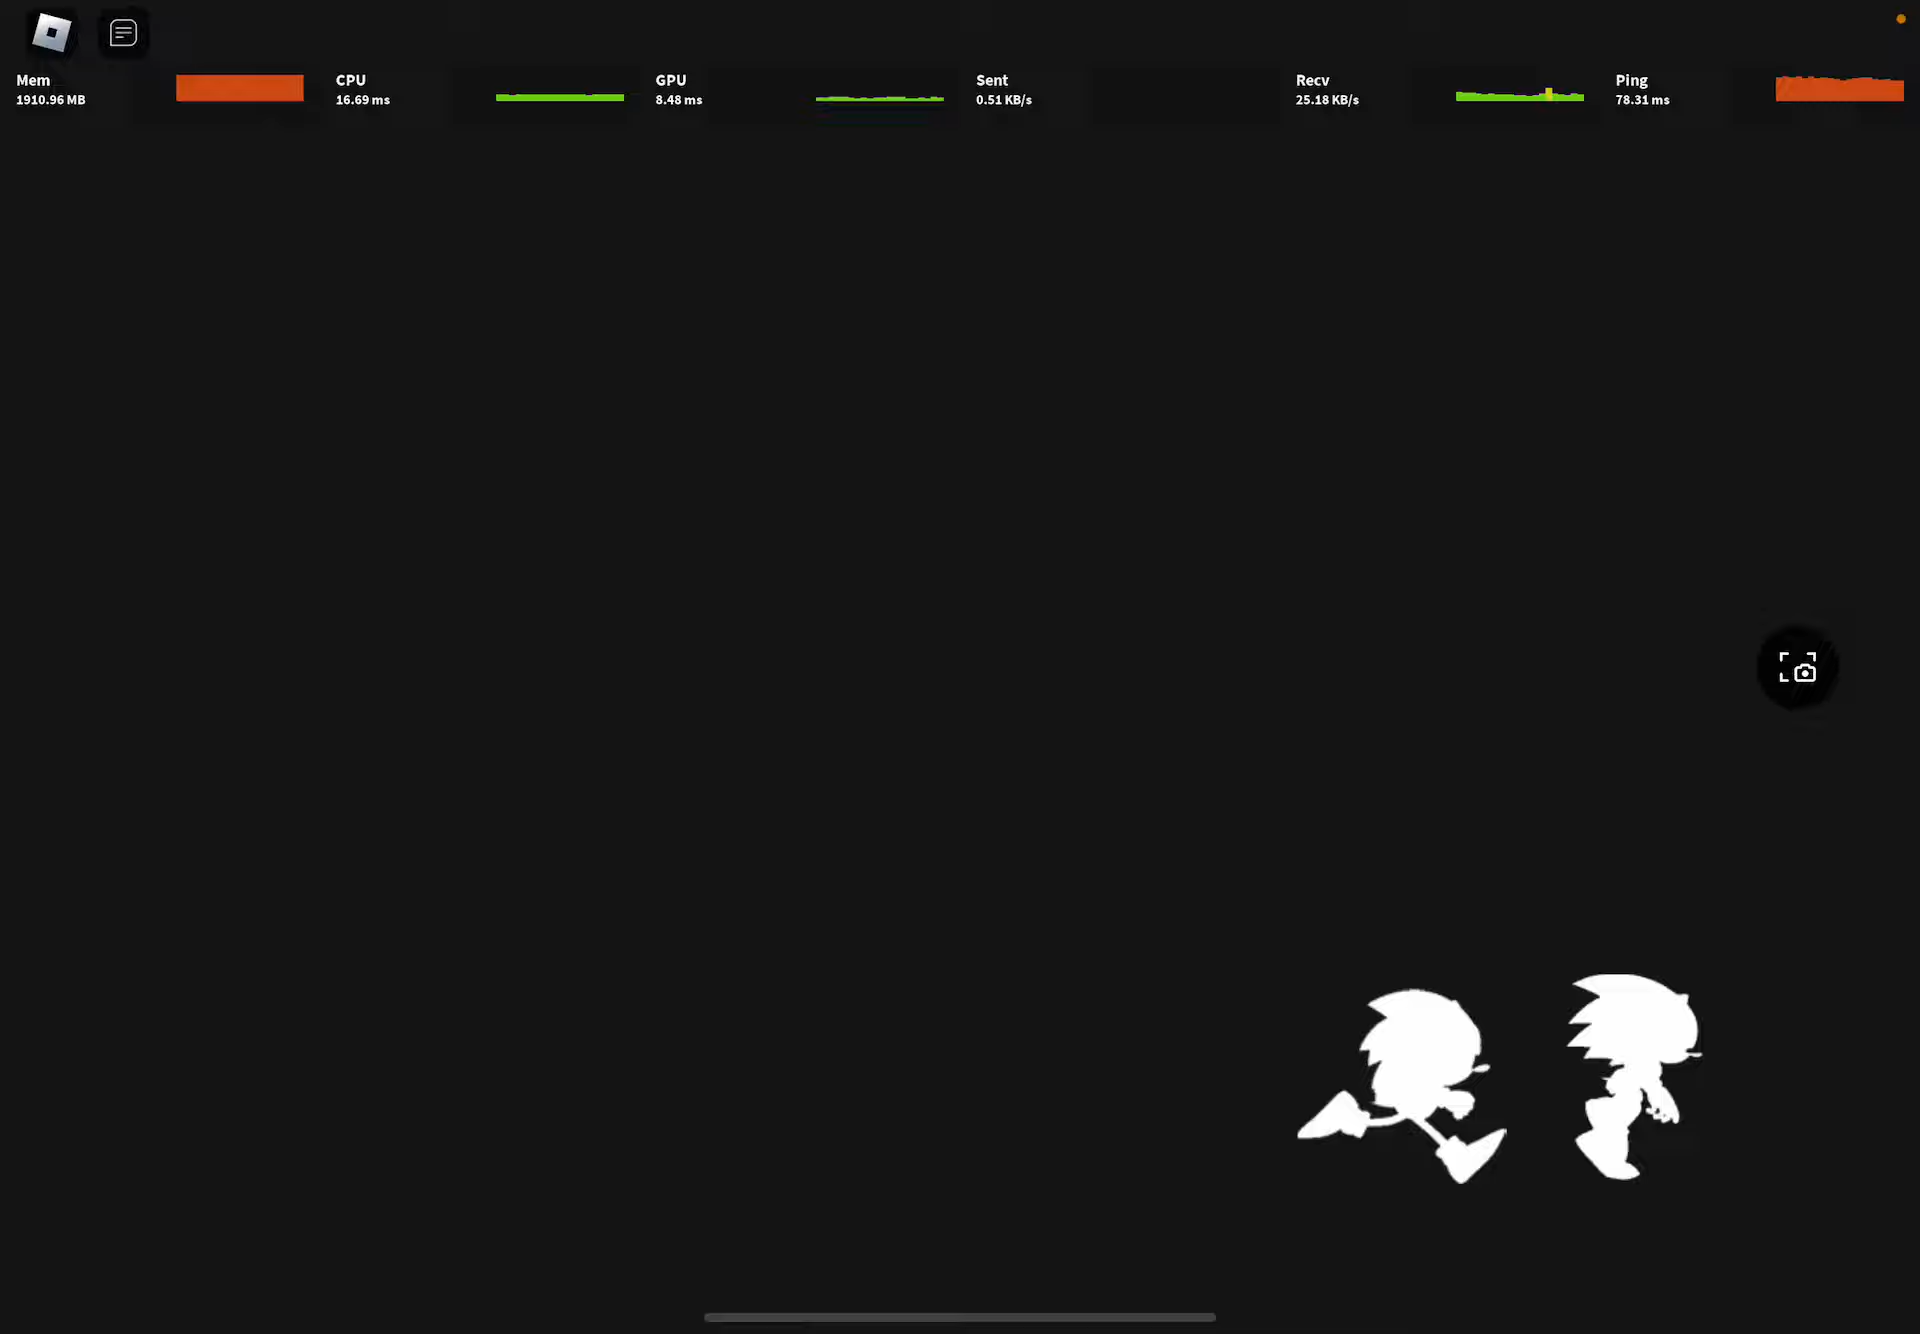 Mem
1910.96 MB
CPU
16.69 ms
GPU
8.48 ms
Sent
0.51 KB/s
Recv
25.18 KB/s
Ping
78.31 ms